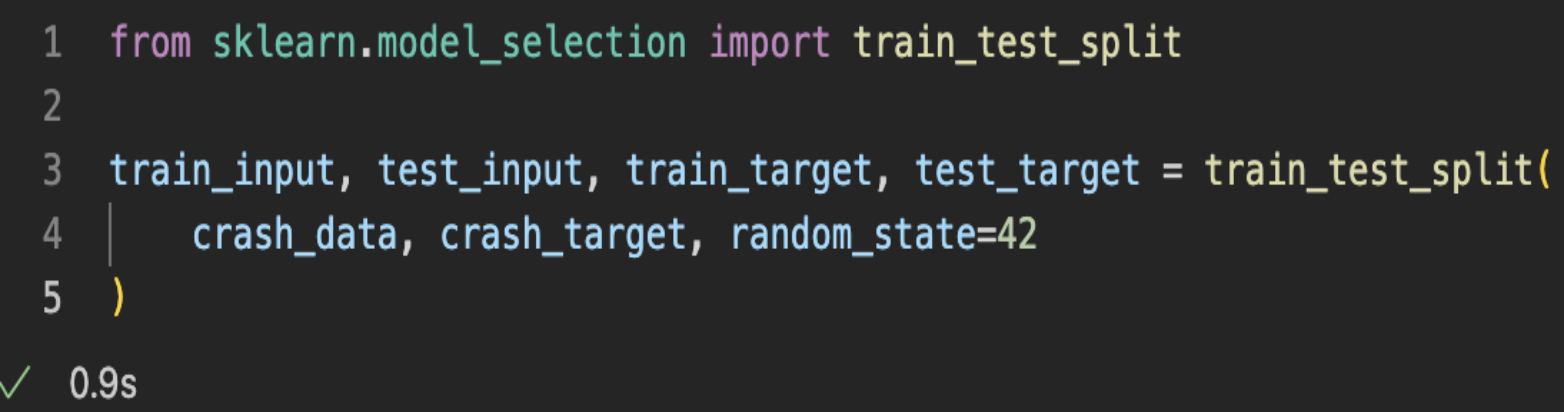 1 from sklearn.model_selection import train_test_split
2
3 train_input, test_input, train_target, test_target = train_test_split(
4     crash_data, crash_target, random_state=42
5 )
✓ 0.9s